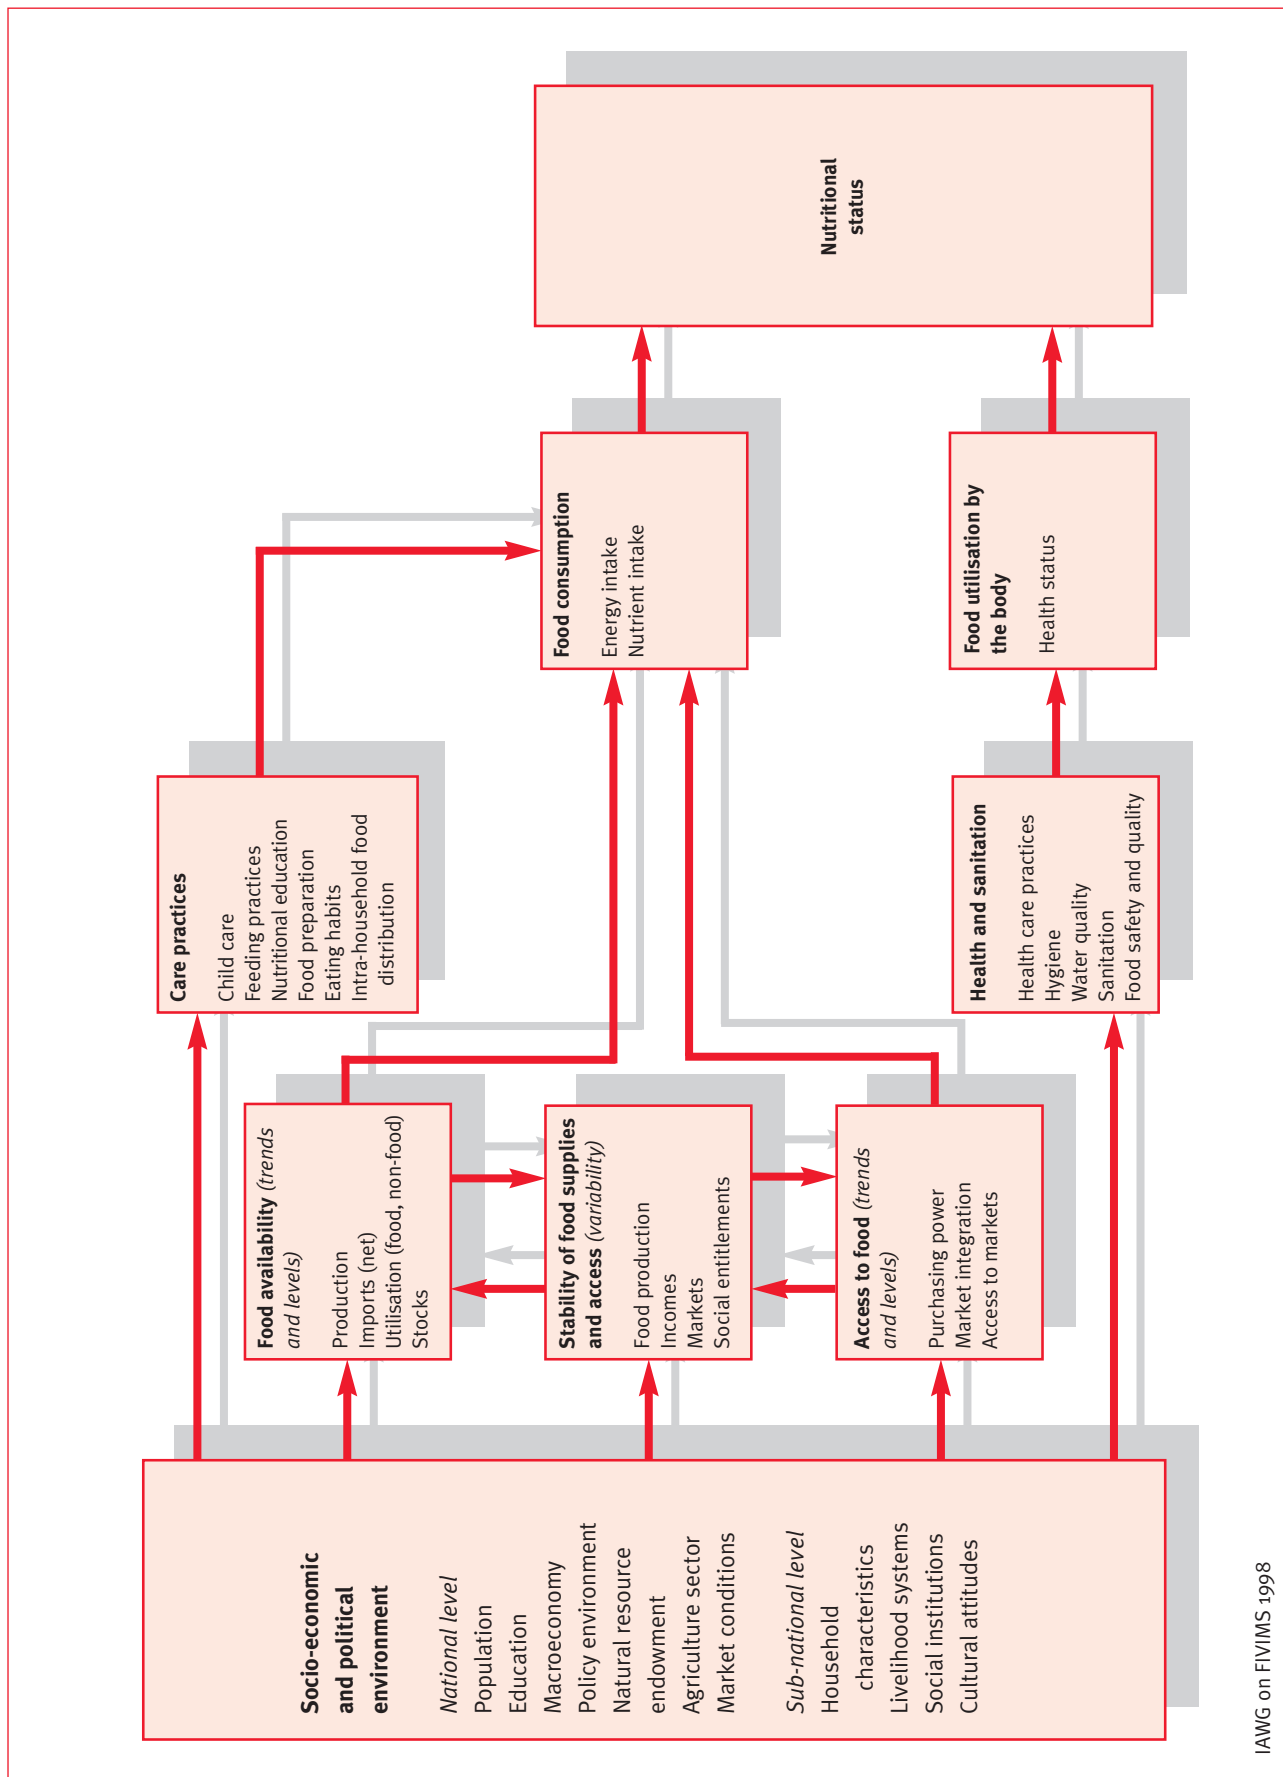 Socio-economic
and political
environment
National level
Population
Education
Macroeconomy
Policy environment
Natural resource
endowment
Agriculture sector
Market conditions
Sub-national level
Household
characteristics
Livelihood systems
Social institutions
Cultural attitudes
Care practices
Child care
Feeding practices
Nutritional education
Food preparation
Eating habits
Intra-household food
distribution
Food availability (trends
and levels)
Production
Imports (net)
Utilisation (food, non-food)
Stocks
Stability of food supplies
and access (variability)
Food production
Incomes
Markets
Social entitlements
Access to food (trends
and levels)
Purchasing power
Market integration
Access to markets
Health and sanitation
Health care practices
Hygiene
Water quality
Sanitation
Food safety and quality
Food consumption
Energy intake
Nutrient intake
Food utilisation by
the body
Health status
Nutritional
status
IAWG on FIVIMS 1998